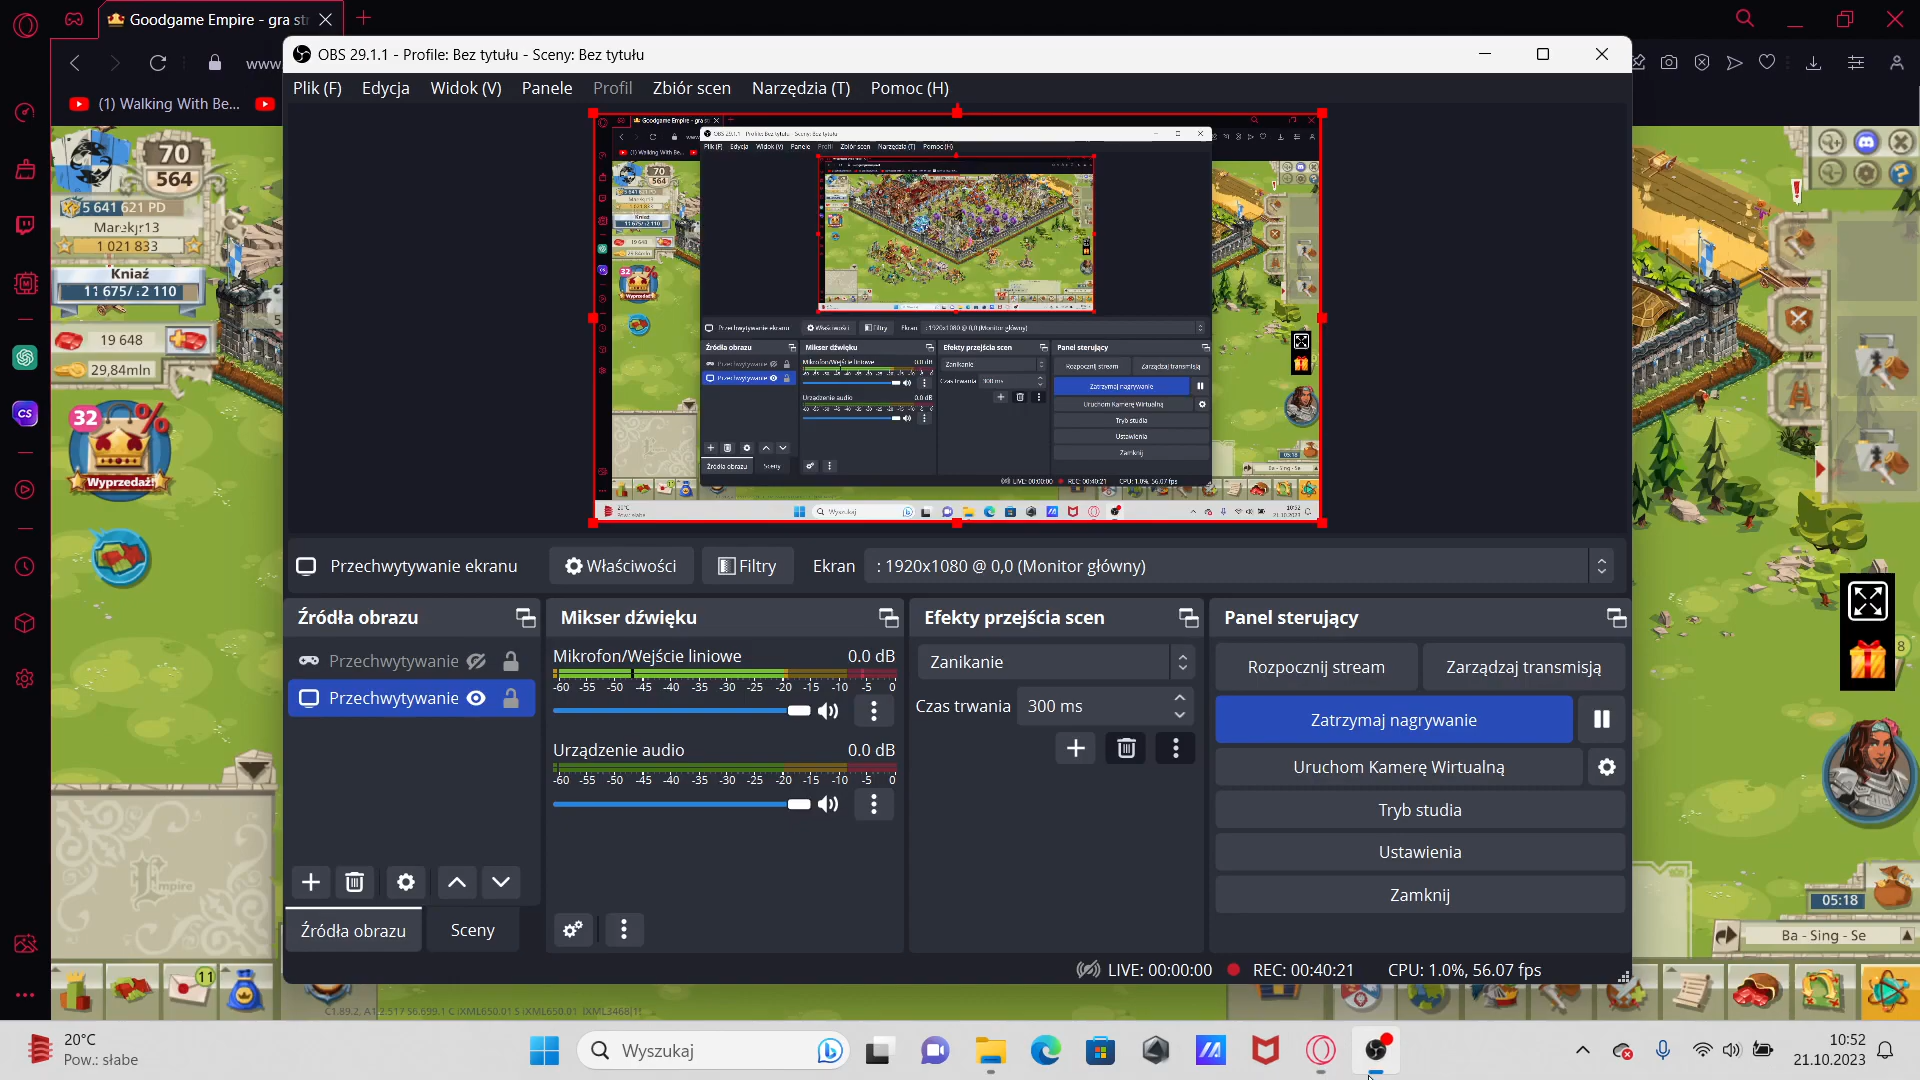 Goodgame Empire - gra st
www
(1) Walking With Be...
OBS 29.1.1 - Profile: Bez tytułu - Sceny: Bez tytułu
Plik (F) Edycja Widok (V) Panele Profil Zbiór scen Narzędzia (T) Pomoc (H)
70
564
5 641 621 PD
Marekjr13
1 021 833
Kniaź
19 648
29,84mln
32
%
Wyprzedaż!
Przechwytywanie ekranu Właściwości Filtry Ekran : 1920x1080 @ 0,0 (Monitor główny)
Źródła obrazu
Przechwytywanie
Przechwytywanie
Źródła obrazu Sceny
Mikser dźwięku
Mikrofon/Wejście liniowe 0.0 dB
-60 -55 -50 -45 -40 -35 -30 -25 -20 -15 -10 -5 0
Urządzenie audio 0.0 dB
-60 -55 -50 -45 -40 -35 -30 -25 -20 -15 -10 -5 0
Efekty przejścia scen
Zanikanie
Czas trwania 300 ms
Panel sterujący
Rozpocznij stream Zarządzaj transmisją
Zatrzymaj nagrywanie
Uruchom Kamerę Wirtualną
Tryb studia
Ustawienia
Zamknij
LIVE: 00:00:00 REC: 00:40:21 CPU: 1.0%, 56.07 fps
Empire
05:18
Ba - Sing - Se
11
20°C
Pow.: słabe
Wyszukaj
10:52
21.10.2023